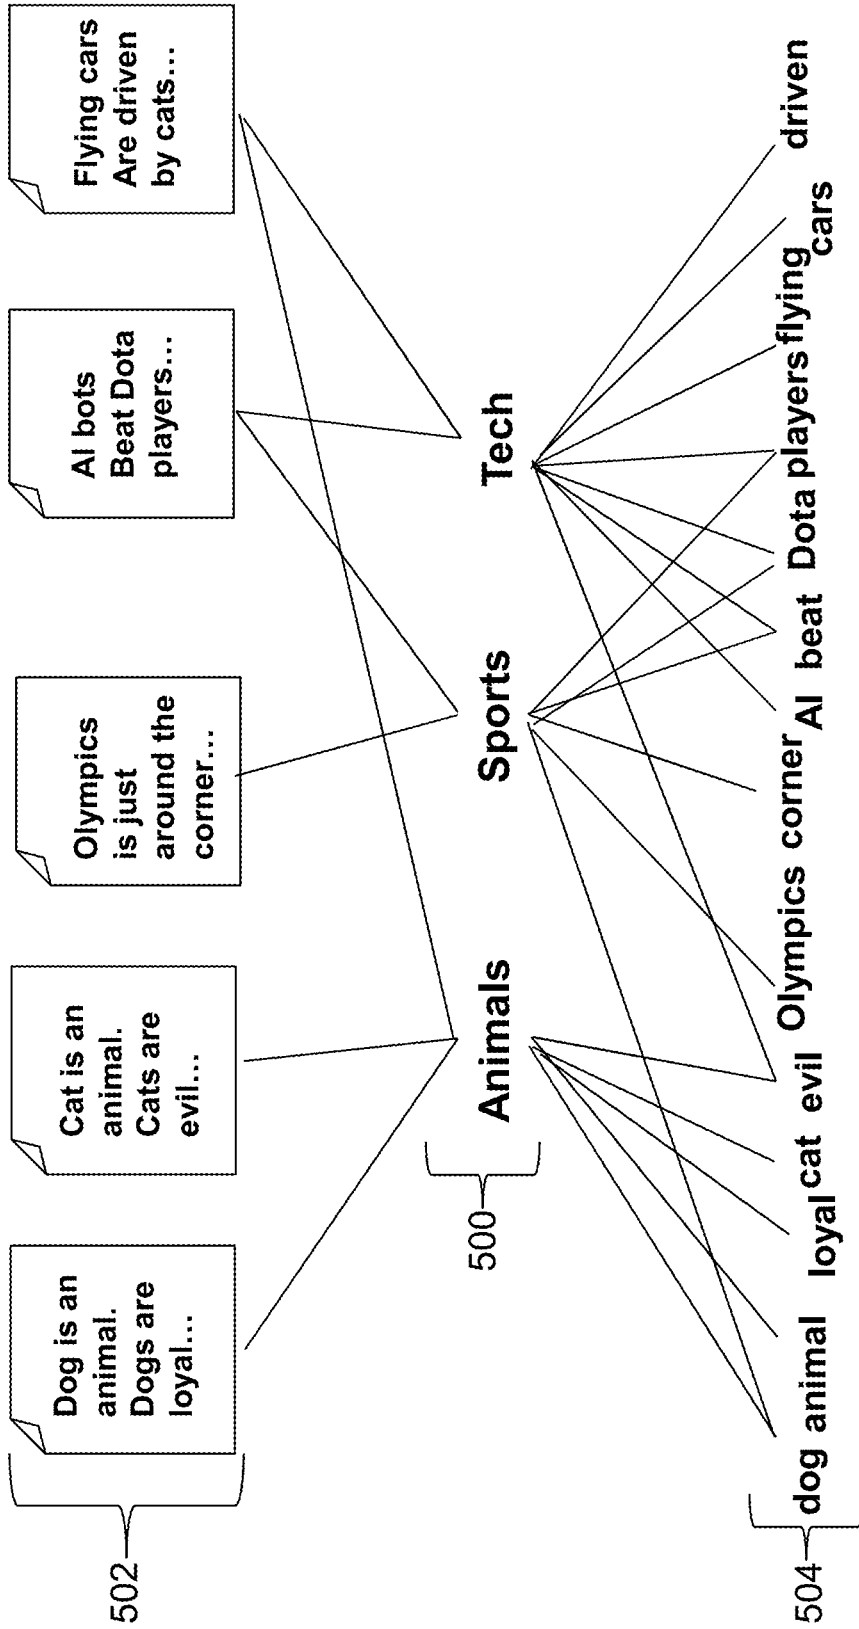 502
Dog is an
animal.
Dogs are
loyal...
Cat is an
animal.
Cats are
evil...
Olympics
is just
around the
corner...
AI bots
Beat Dota
players...
Flying cars
Are driven
by cats...
500
Animals
Sports
Tech
504
dog animal loyal cat evil Olympics corner AI beat Dota players flying cars driven